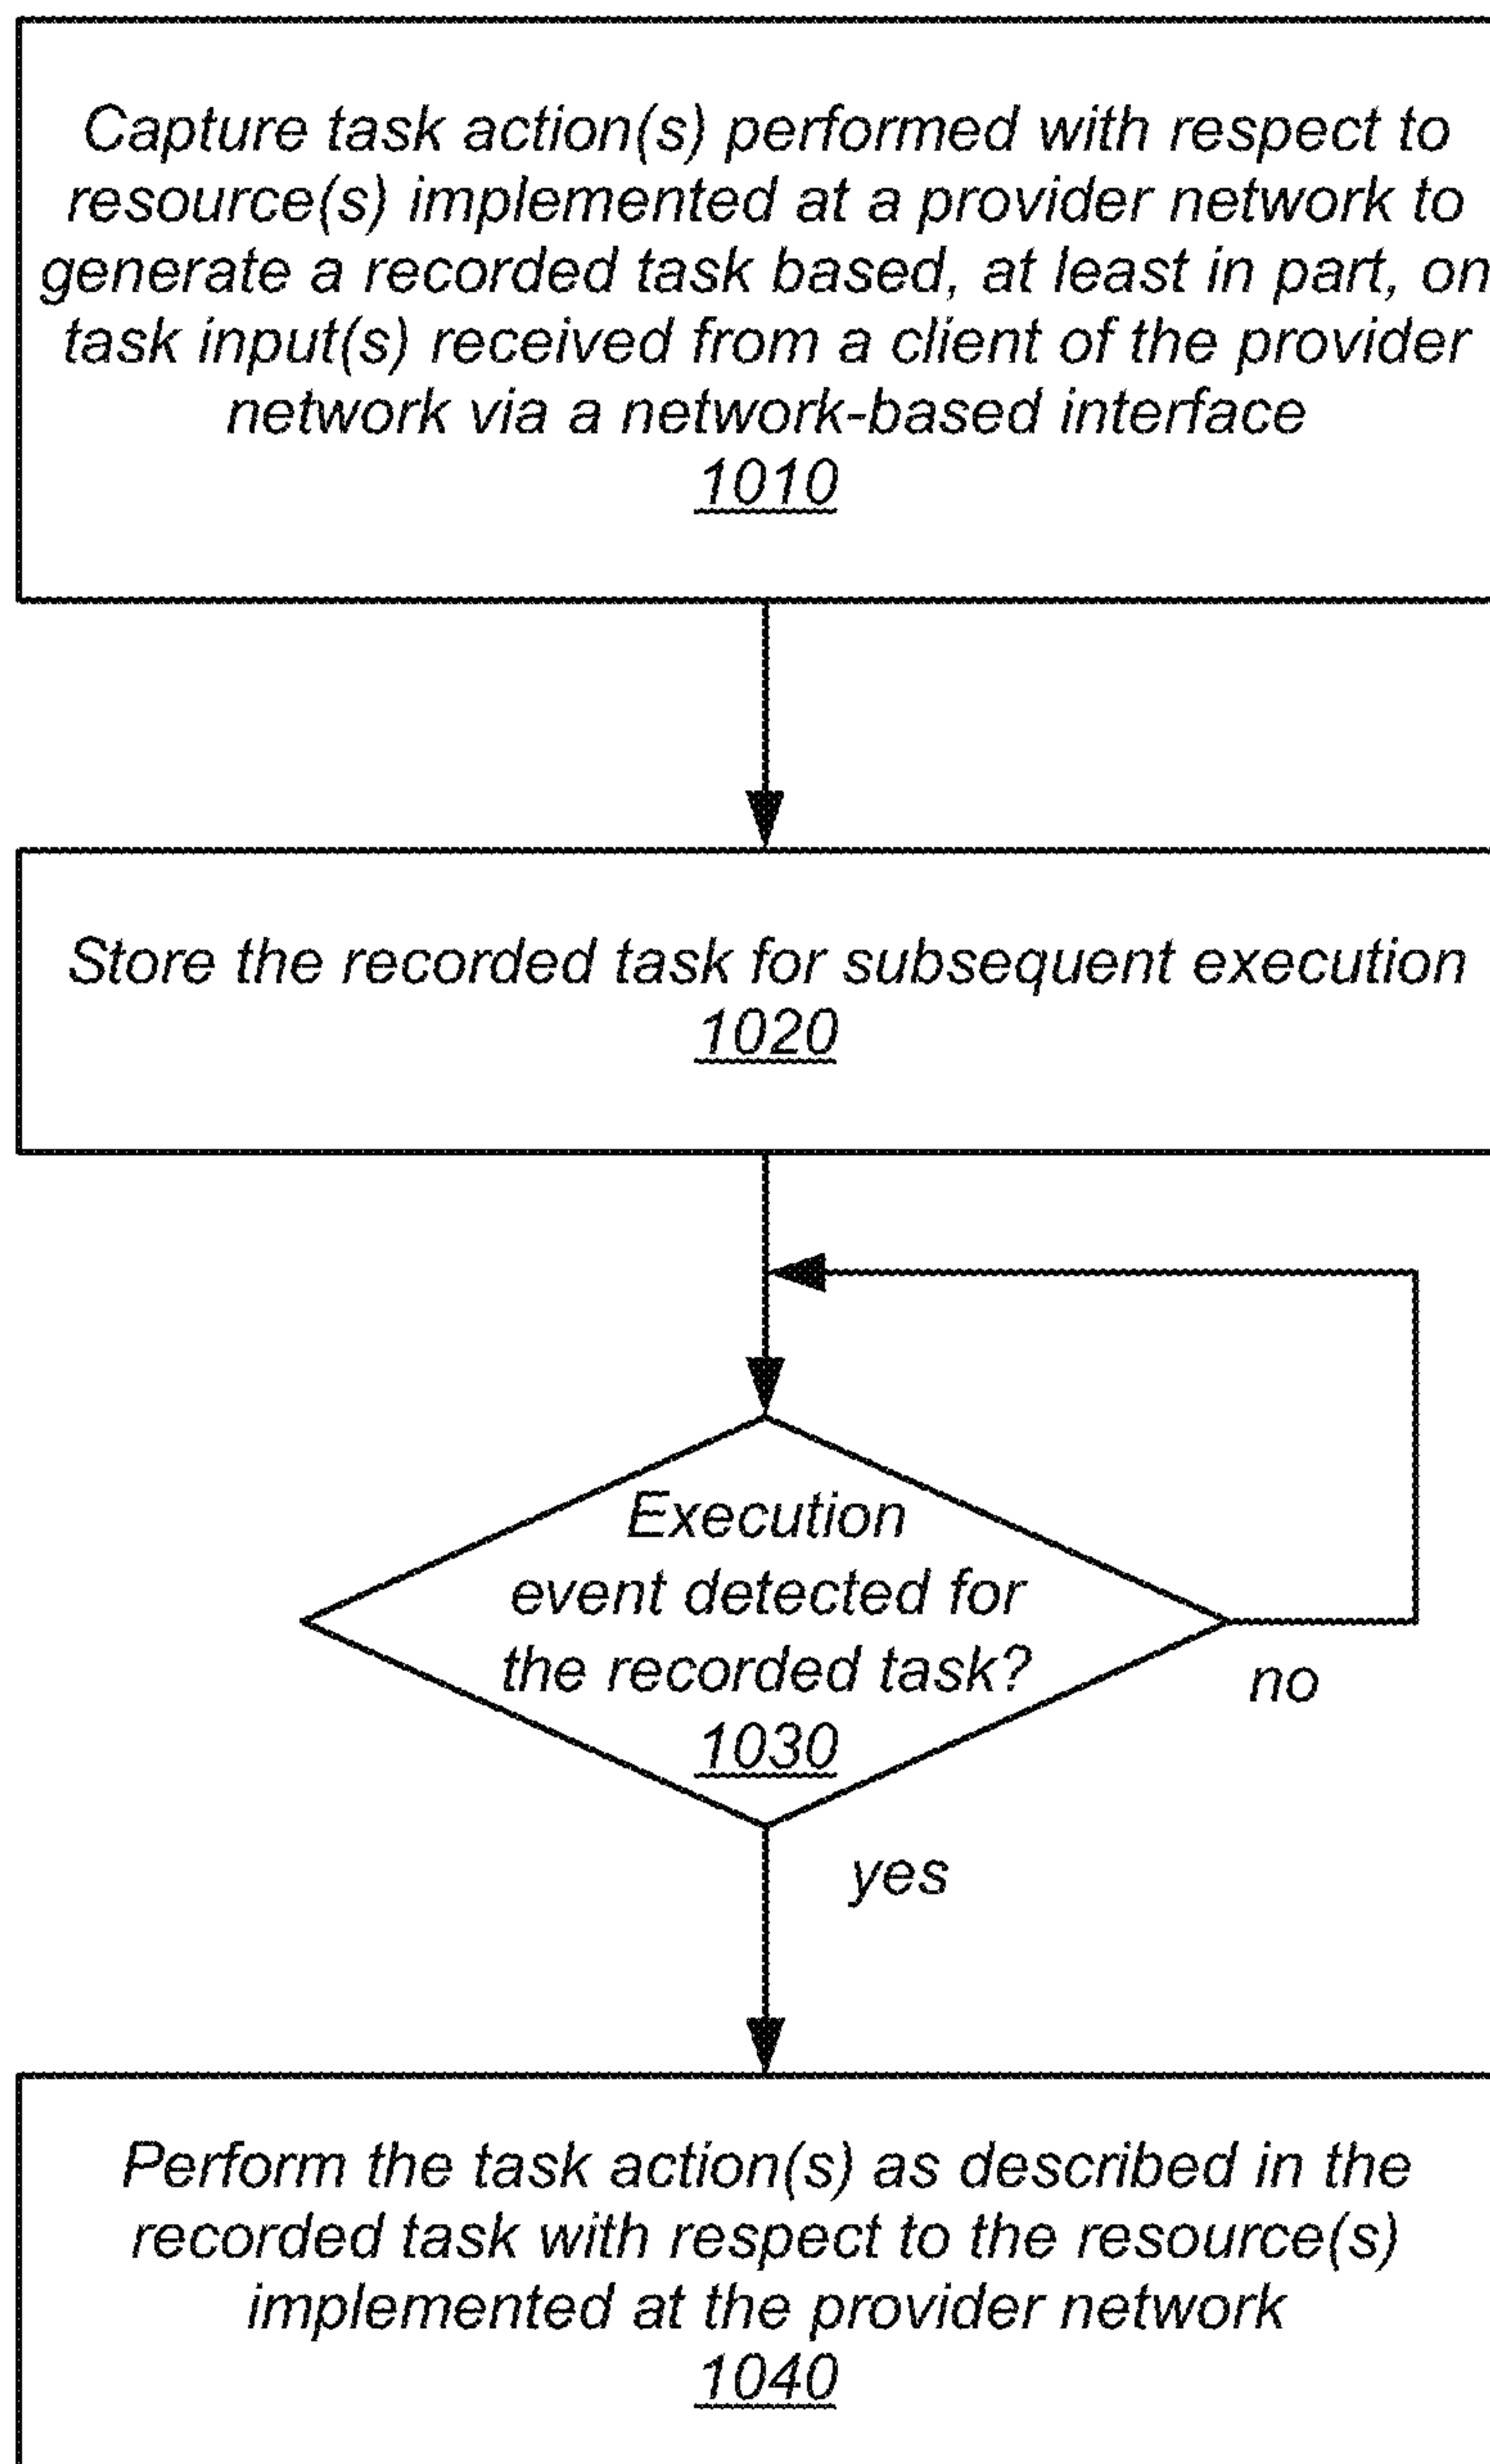 Capture task action(s) performed with respect to
resource(s) implemented at a provider network to
generate a recorded task based, at least in part, on
task input(s) received from a client of the provider
network via a network-based interface
1010
Store the recorded task for subsequent execution
1020
Execution
event detected for
the recorded task?
1030
no
yes
Perform the task action(s) as described in the
recorded task with respect to the resource(s)
implemented at the provider network
1040